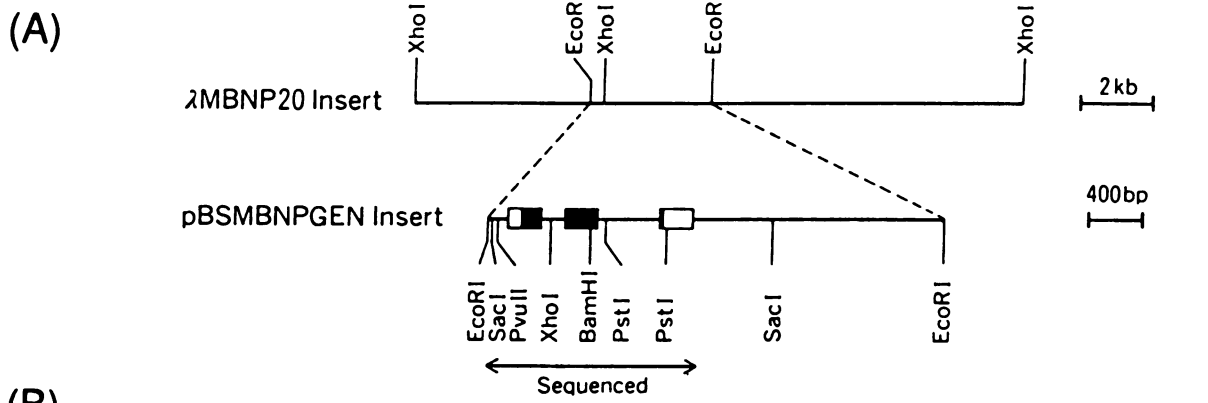 (A)
XhoI
EcoR
XhoI
EcoR
XhoI
λMBNP20 Insert
2kb
pBSMBNPGEN Insert
400bp
EcoRI
SacI
PvuII
XhoI
BamHI
PstI
PstI
SacI
EcoRI
Sequenced